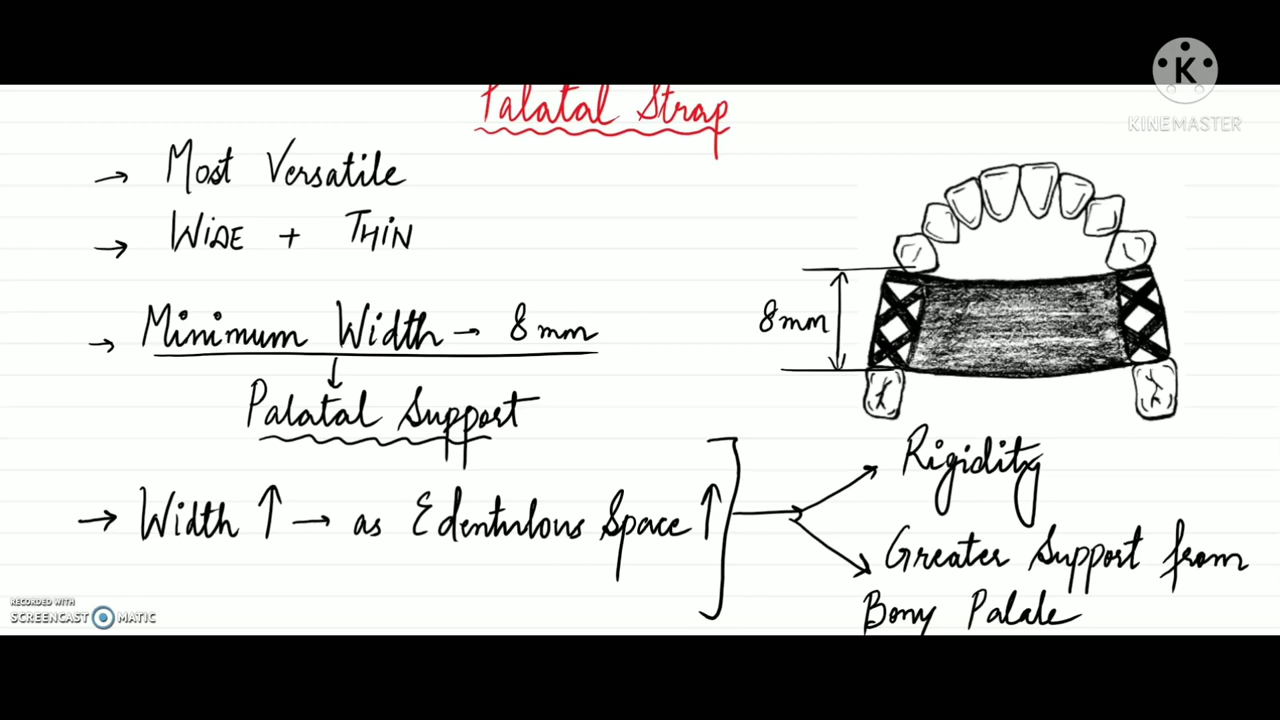 Palatal Strap
K
KINEMASTER
→ Most Versatile
→ WIDE + THIN
→ Minimum Width → 8 mm
Palatal Support
8mm
→ Width ↑ → as Edentulous Space ↑
Rigidity
Greater Support from
Bony Palate
RECORDED WITH
SCREENCAST MATIC